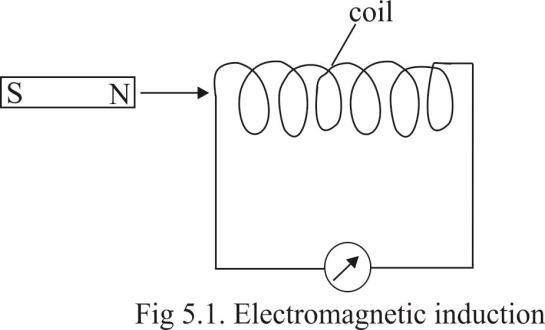 coil
S N
Fig 5.1. Electromagnetic induction